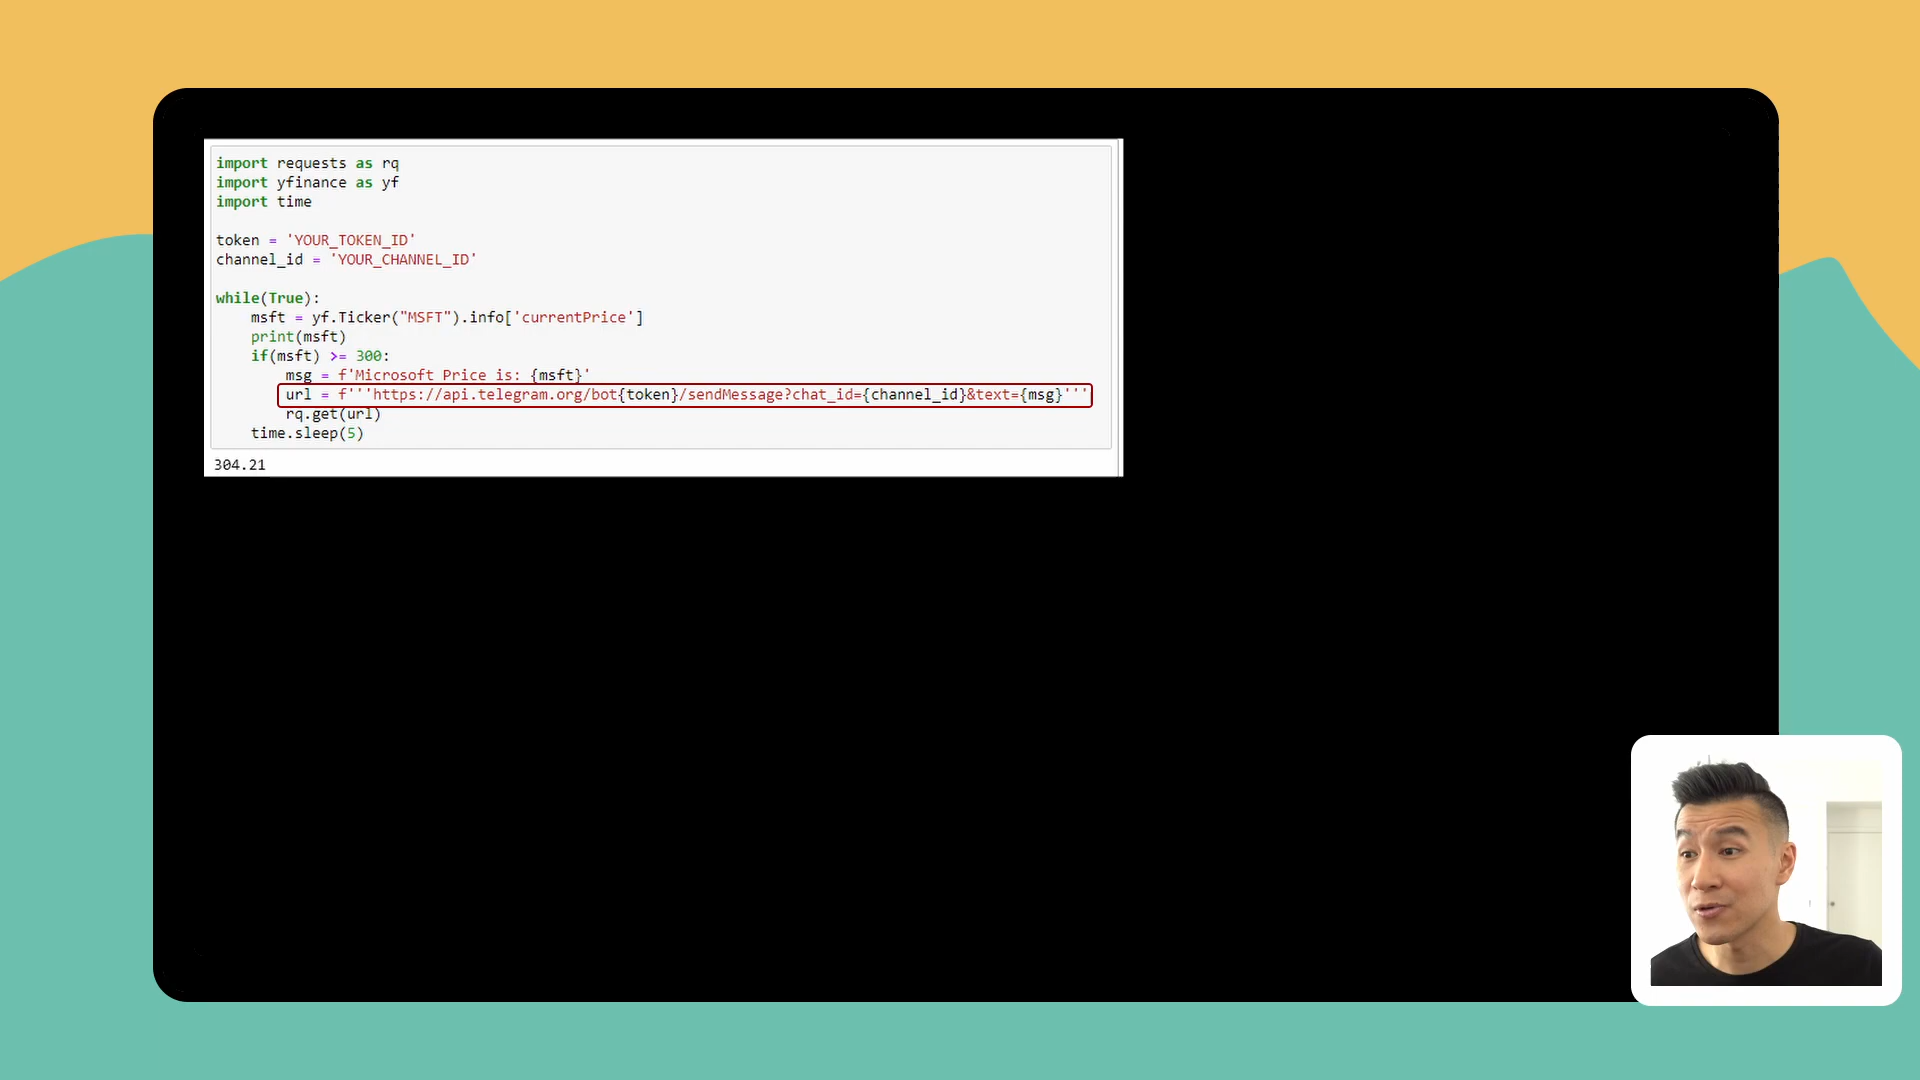 import requests as rq
import yfinance as yf
import time
token = 'YOUR_TOKEN_ID'
channel_id = 'YOUR_CHANNEL_ID'
while(True):
msft = yf.Ticker("MSFT").info['currentPrice']
print(msft)
if(msft) >= 300:
msg = f'Microsoft Price is: {msft}'
url = f'''https://api.telegram.org/bot{token}/sendMessage?chat_id={channel_id}&text={msg}'''
rq.get(url)
time.sleep(5)
304.21